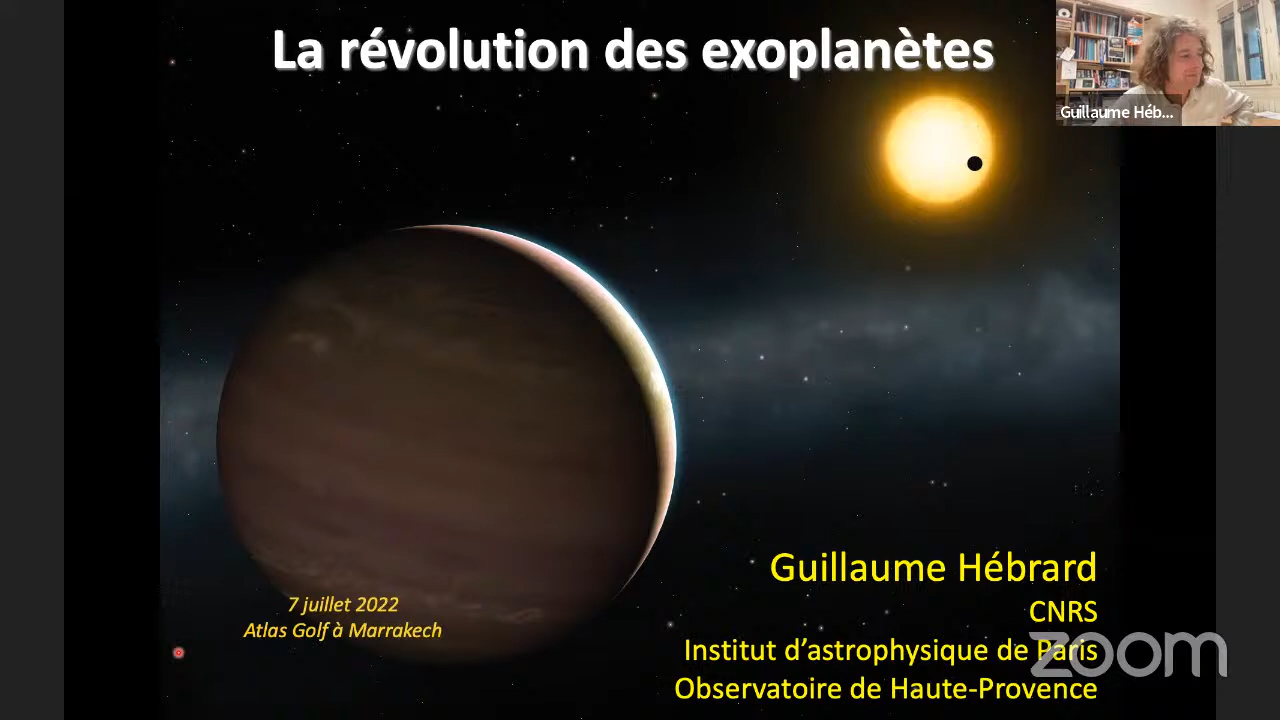 La révolution des exoplanètes
Guillaume Héb...
Guillaume Hébrard
7 juillet 2022
CNRS
Atlas Golf à Marrakech
Institut d'astrophysique de Paris
zoom
Observatoire de Haute-Provence